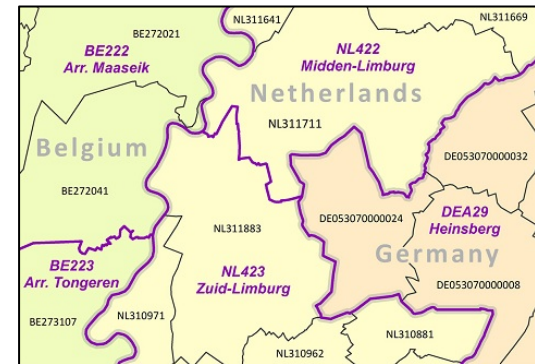 NL311669
BE272021
NL311641
BE222
Arr. Maaseik
NL422
Midden-Limburg
Netherlands
NL311711
Belgium
DE053070000032
BE272041
DE053070000024
DEA29
Heinsberg
NL311883
Germany
BE223
Arr. Tongeren
NL423
Zuid-Limburg
DE053070000008
BE273107
NL310971
NL310881
NL310962